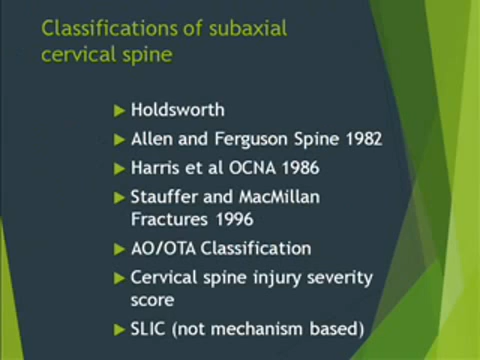 Classifications of subaxial
cervical spine
Holdsworth
Allen and Ferguson Spine 1982
Harris et al OCNA 1986
Stauffer and MacMillan
Fractures 1996
AO/OTA Classification
Cervical spine injury severity
score
SLIC (not mechanism based)